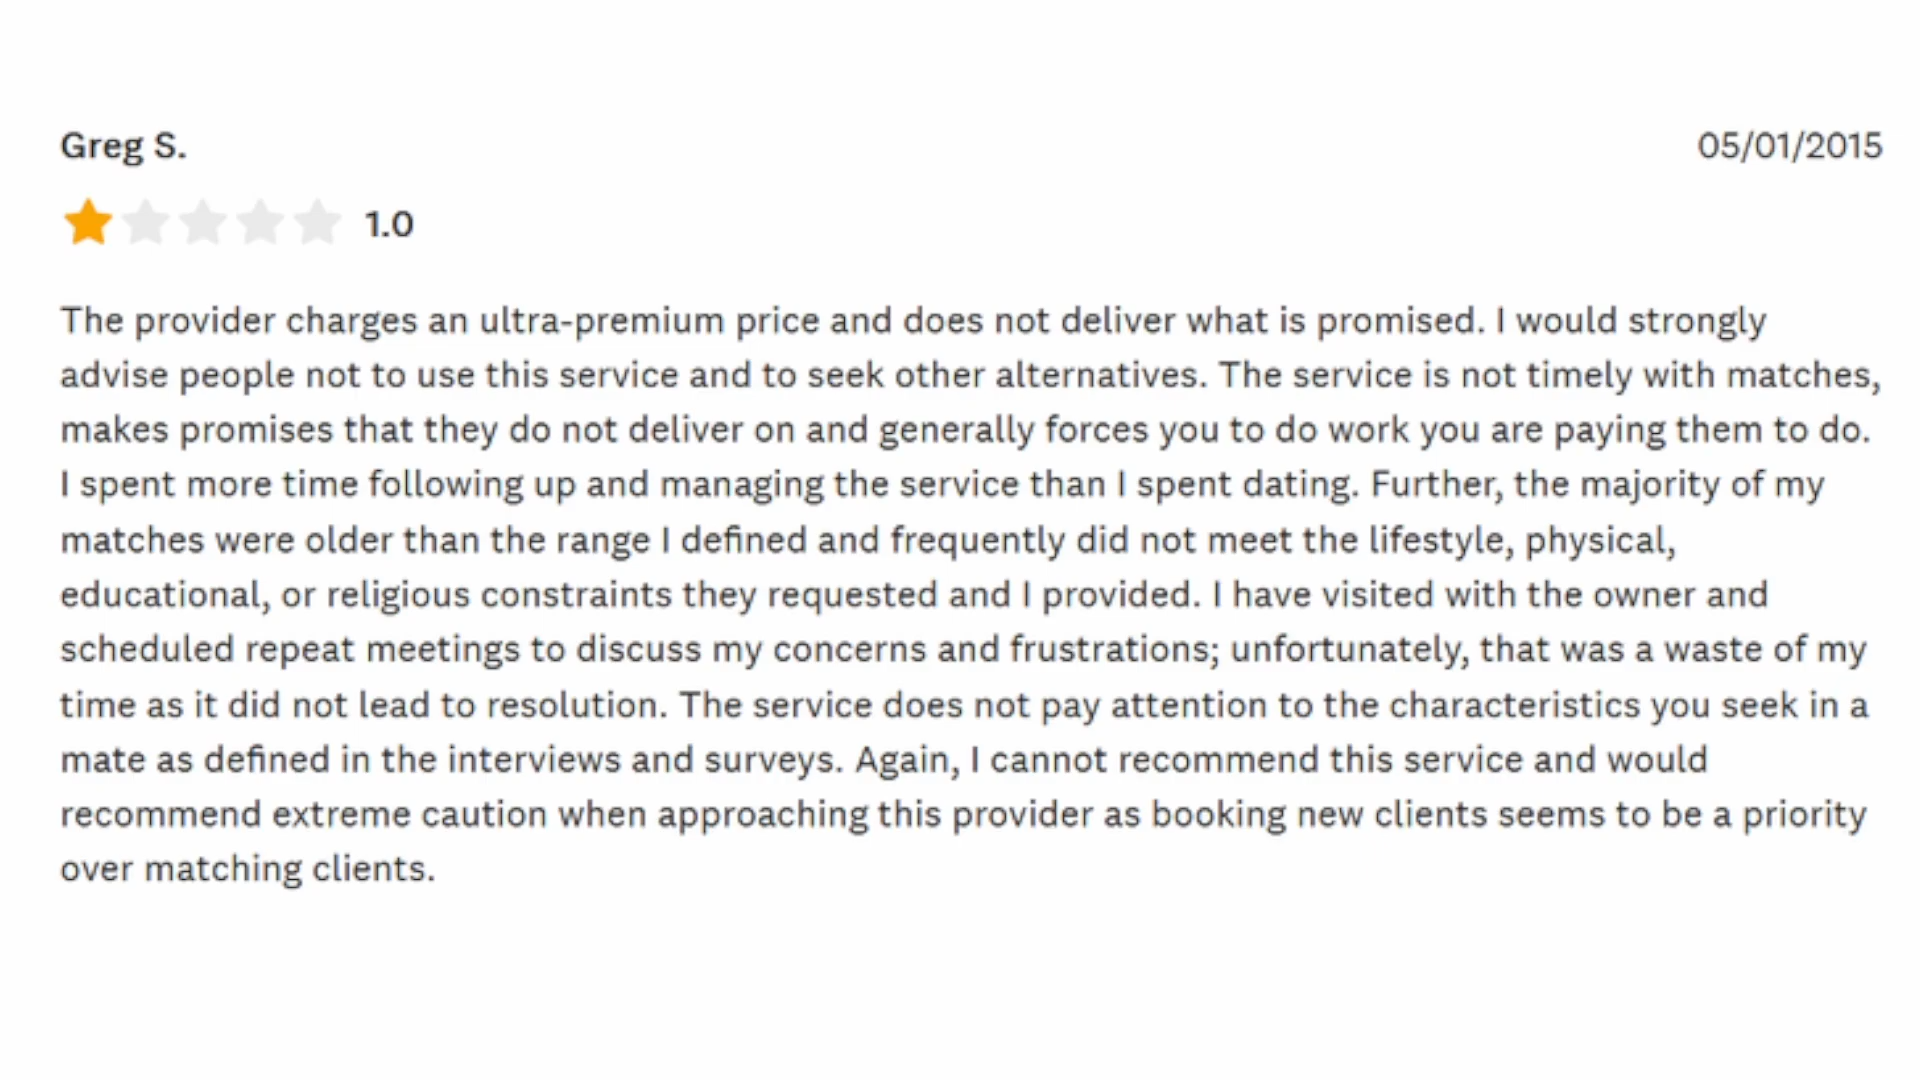 Greg S.
05/01/2015
1.0
The provider charges an ultra-premium price and does not deliver what is promised. I would strongly
advise people not to use this service and to seek other alternatives. The service is not timely with matches,
makes promises that they do not deliver on and generally forces you to do work you are paying them to do.
I spent more time following up and managing the service than I spent dating. Further, the majority of my
matches were older than the range I defined and frequently did not meet the lifestyle, physical,
educational, or religious constraints they requested and I provided. I have visited with the owner and
scheduled repeat meetings to discuss my concerns and frustrations; unfortunately, that was a waste of my
time as it did not lead to resolution. The service does not pay attention to the characteristics you seek in a
mate as defined in the interviews and surveys. Again, I cannot recommend this service and would
recommend extreme caution when approaching this provider as booking new clients seems to be a priority
over matching clients.